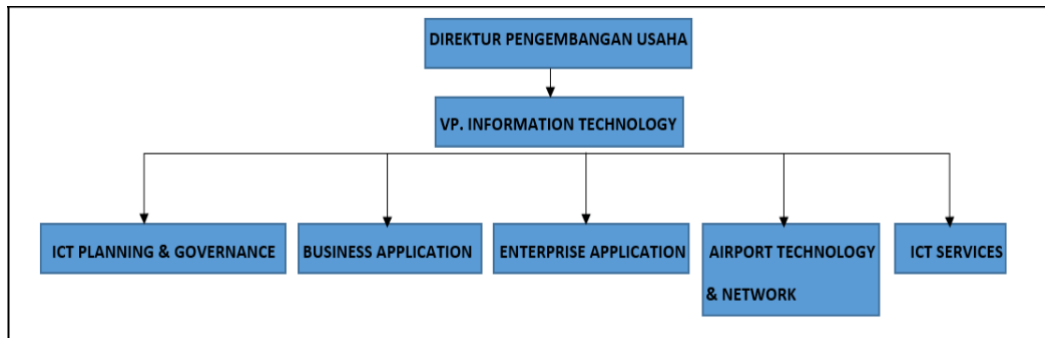 DIREKTUR PENGEMBANGAN USAHA
VP. INFORMATION TECHNOLOGY
ICT PLANNING & GOVERNANCE
BUSINESS APPLICATION
ENTERPRISE APPLICATION
AIRPORT TECHNOLOGY
& NETWORK
ICT SERVICES